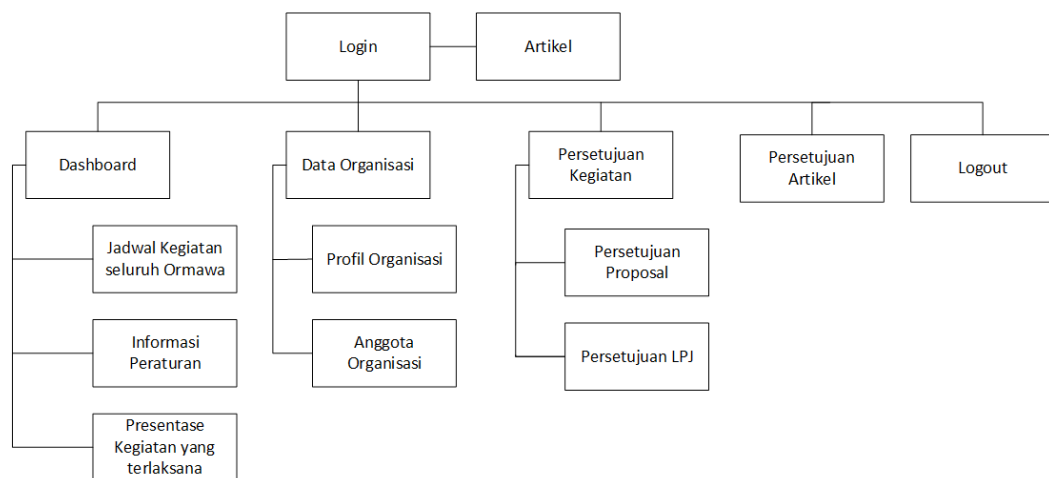 Login
Artikel
Dashboard
Data Organisasi
Persetujuan
Kegiatan
Persetujuan
Artikel
Logout
Jadwal Kegiatan
seluruh Ormawa
Profil Organisasi
Persetujuan
Proposal
Informasi
Peraturan
Anggota
Organisasi
Persetujuan LPJ
Presentase
Kegiatan yang
terlaksana